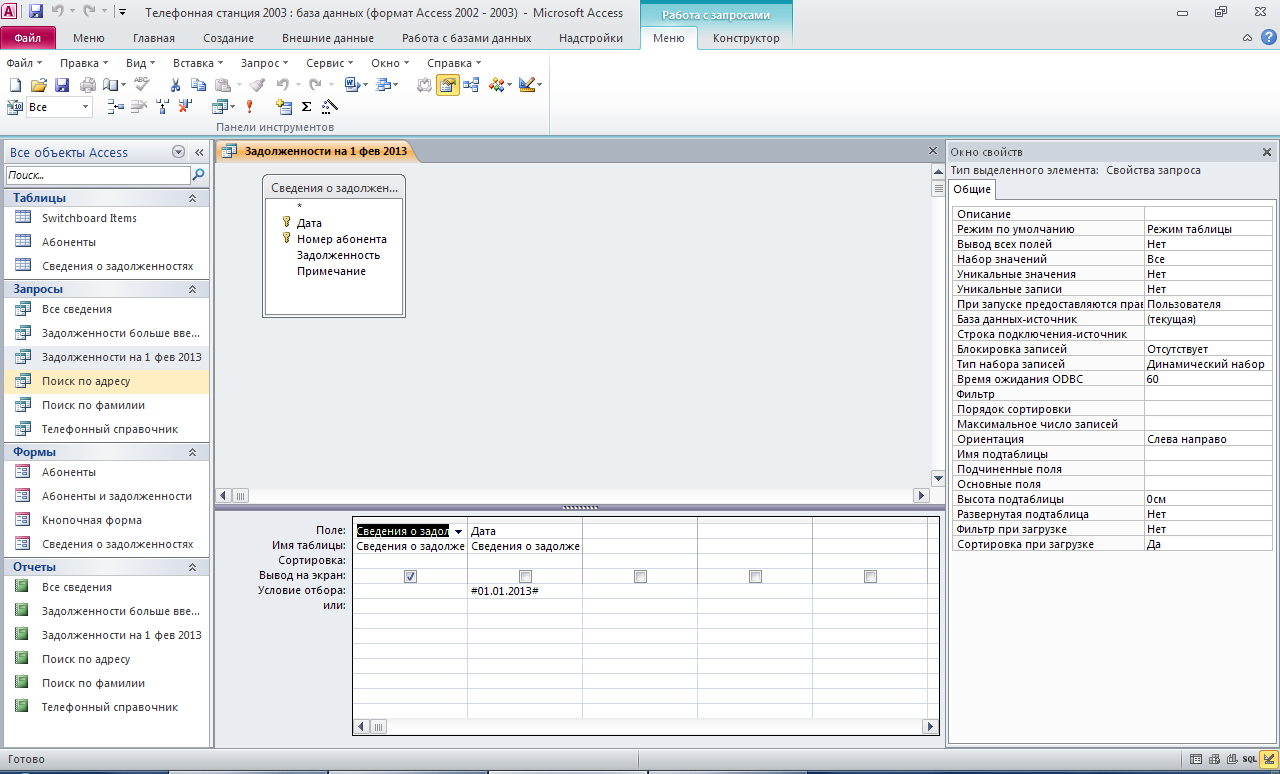 Телефонная станция 2003 : база данных (формат Access 2002 - 2003)  -  Microsoft Access
Работа с запросами
Файл Меню Главная Создание Внешние данные Работа с базами данных Надстройки Меню Конструктор
Файл Правка Вид Вставка Запрос Сервис Окно Справка
Все
Панели инструментов
Все объекты Access
Поиск...
Таблицы
Switchboard Items
Абоненты
Сведения о задолженностях
Запросы
Все сведения
Задолженности больше вве...
Задолженности на 1 фев 2013
Поиск по адресу
Поиск по фамилии
Телефонный справочник
Формы
Абоненты
Абоненты и задолженности
Кнопочная форма
Сведения о задолженностях
Отчеты
Все сведения
Задолженности больше вве...
Задолженности на 1 фев 2013
Поиск по адресу
Поиск по фамилии
Телефонный справочник
Задолженности на 1 фев 2013
Сведения о задолжен...
*
Дата
Номер абонента
Задолженность
Примечание
Поле: Сведения о задол Дата
Имя таблицы: Сведения о задолже Сведения о задолже
Сортировка:
Вывод на экран:
Условие отбора: #01.01.2013#
или:
Окно свойств
Тип выделенного элемента: Свойства запроса
Общие
Описание
Режим по умолчанию Режим таблицы
Вывод всех полей Нет
Набор значений Все
Уникальные значения Нет
Уникальные записи Нет
При запуске предоставляются прав Пользователя
База данных-источник (текущая)
Строка подключения-источник
Блокировка записей Отсутствует
Тип набора записей Динамический набор
Время ожидания ODBC 60
Фильтр
Порядок сортировки
Максимальное число записей
Ориентация Слева направо
Имя подтаблицы
Подчиненные поля
Основные поля
Высота подтаблицы 0см
Развернутая подтаблица Нет
Фильтр при загрузке Нет
Сортировка при загрузке Да
Готово
SQL